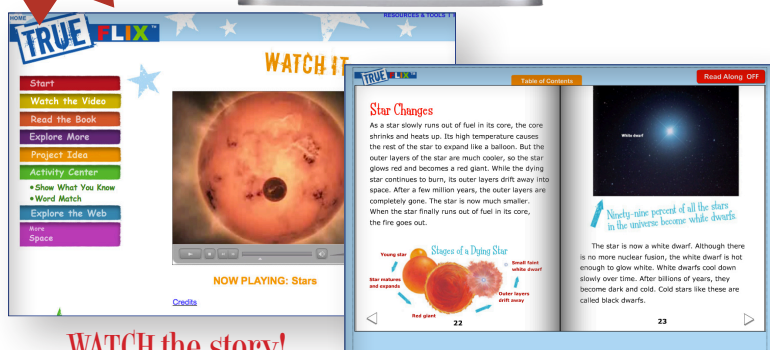 HOME
RESOURCES & TOOLS |
TRUE FLIX™
WATCH IT
Start
Watch the Video
Read the Book
Explore More
Project Idea
Activity Center
• Show What You Know
• Word Match
Explore the Web
More
Space
NOW PLAYING: Stars
Credits
WATCH the story!
TRUE FLIX™
Table of Contents
Read Along OFF
Star Changes
As a star slowly runs out of fuel in its core, the core
shrinks and heats up. Its high temperature causes
the rest of the star to expand like a balloon. But the
outer layers of the star are much cooler, so the star
glows red and becomes a red giant. While the dying
star continues to burn, its outer layers drift away into
space. After a few million years, the outer layers are
completely gone. The star is now much smaller.
When the star finally runs out of fuel in its core,
the fire goes out.
Stages of a Dying Star
Young star
Star matures
and expands
Red giant
Outer layers
drift away
Small faint
white dwarf
22
White dwarf
Ninety-nine percent of all the stars
in the universe become white dwarfs.
The star is now a white dwarf. Although there
is no more nuclear fusion, the white dwarf is hot
enough to glow white. White dwarfs cool down
slowly over time. After billions of years, they
become dark and cold. Cold stars like these are
called black dwarfs.
23